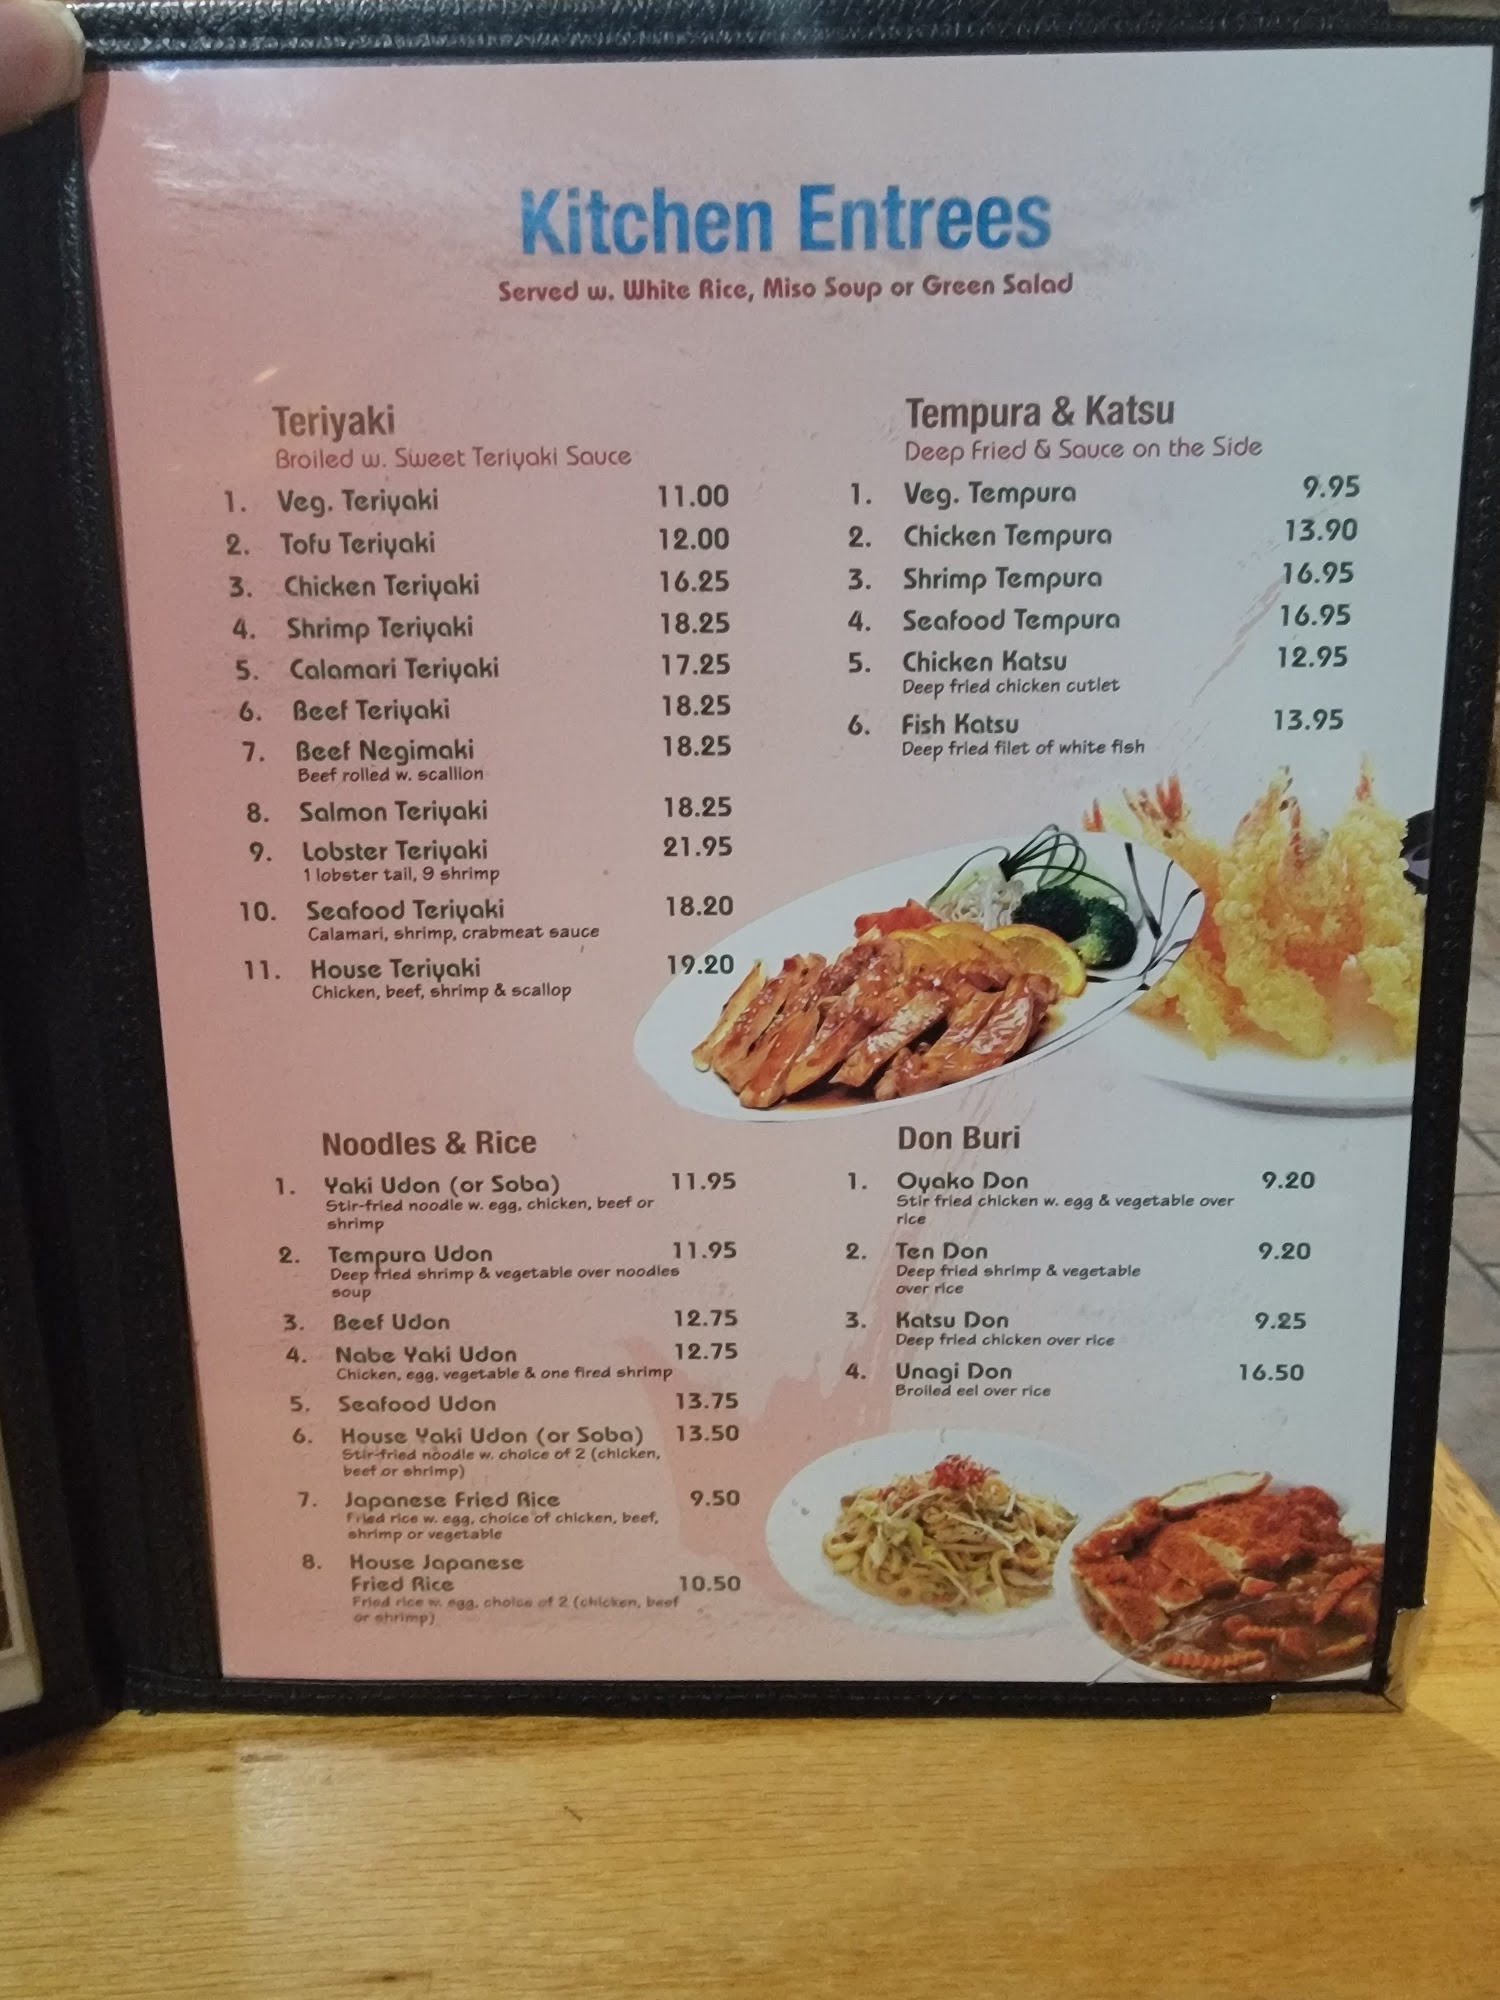 Kitchen Entrees
Served w. White Rice, Miso Soup or Green Salad
Teriyaki
Broiled w. Sweet Teriyaki Sauce
1. Veg. Teriyaki 11.00
2. Tofu Teriyaki 12.00
3. Chicken Teriyaki 16.25
4. Shrimp Teriyaki 18.25
5. Calamari Teriyaki 17.25
6. Beef Teriyaki 18.25
7. Beef Negimaki 18.25
Beef rolled w. scallion
8. Salmon Teriyaki 18.25
9. Lobster Teriyaki 21.95
1 lobster tail, 9 shrimp
10. Seafood Teriyaki 18.20
Calamari, shrimp, crabmeat sauce
11. House Teriyaki 19.20
Chicken, beef, shrimp & scallop
Tempura & Katsu
Deep Fried & Sauce on the Side
1. Veg. Tempura 9.95
2. Chicken Tempura 13.90
3. Shrimp Tempura 16.95
4. Seafood Tempura 16.95
5. Chicken Katsu 12.95
Deep fried chicken cutlet
6. Fish Katsu 13.95
Deep fried filet of white fish
Noodles & Rice
1. Yaki Udon (or Soba) 11.95
Stir-fried noodle w. egg, chicken, beef or
shrimp
2. Tempura Udon 11.95
Deep fried shrimp & vegetable over noodles
soup
3. Beef Udon 12.75
4. Nabe Yaki Udon 12.75
Chicken, egg, vegetable & one fired shrimp
5. Seafood Udon 13.75
6. House Yaki Udon (or Soba) 13.50
Stir-fried noodle w. choice of 2 (chicken,
beef or shrimp)
7. Japanese Fried Rice 9.50
Fried rice w. egg, choice of chicken, beef,
shrimp or vegetable
8. House Japanese
Fried Rice 10.50
Fried rice w. egg, choice of 2 (chicken, beef
or shrimp)
Don Buri
1. Oyako Don 9.20
Stir fried chicken w. egg & vegetable over
rice
2. Ten Don 9.20
Deep fried shrimp & vegetable
over rice
3. Katsu Don 9.25
Deep fried chicken over rice
4. Unagi Don 16.50
Broiled eel over rice